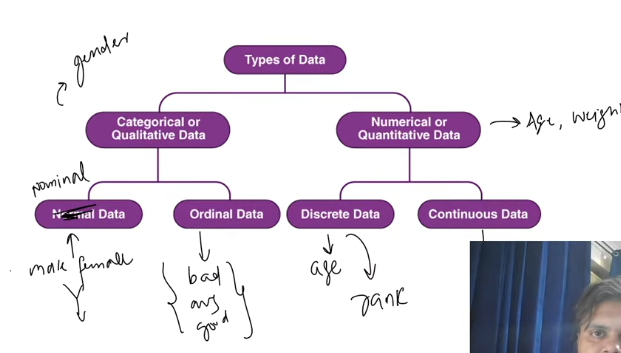 gender
Types of Data
Categorical or
Qualitative Data
Numerical or
Quantitative Data
→ Age, weigh
nominal
Data
Ordinal Data
Discrete Data
Continuous Data
male female
bad
avg
good
age
rank